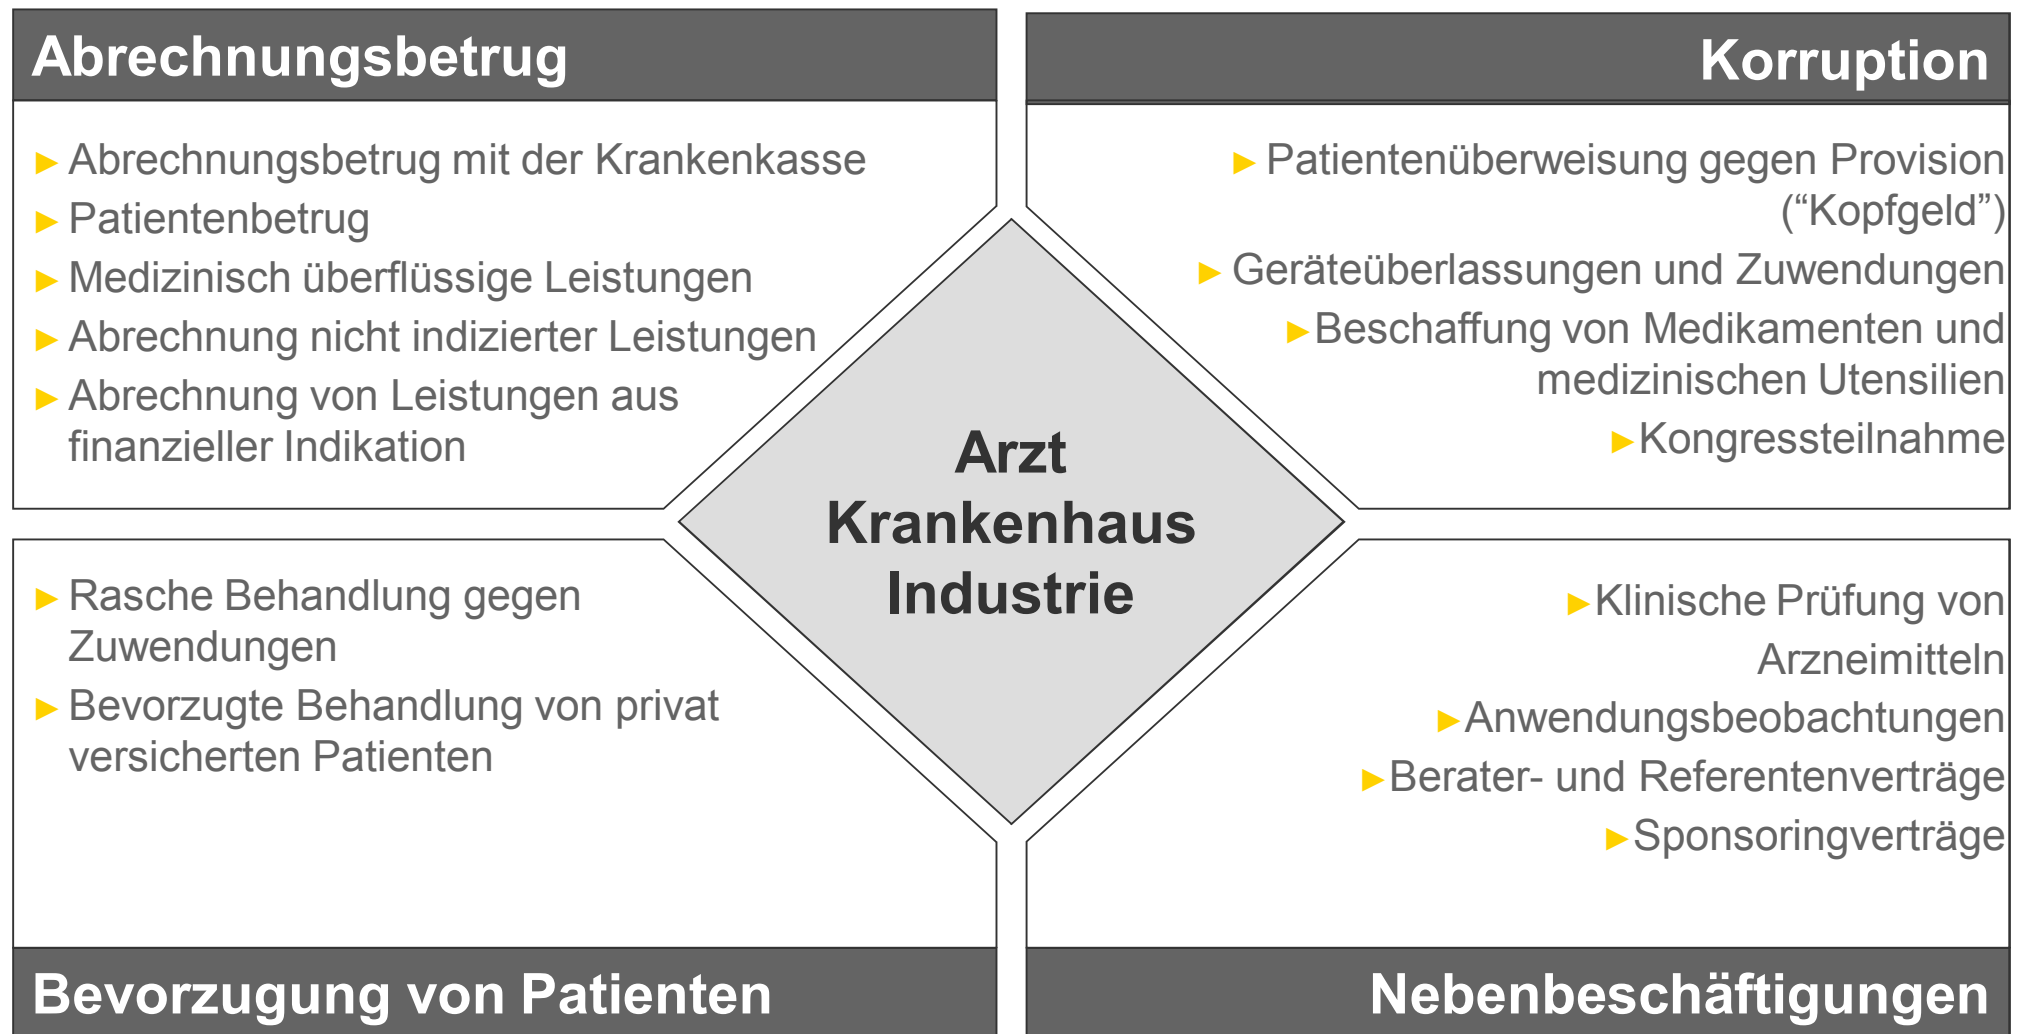 Abrechnungsbetrug
► Abrechnungsbetrug mit der Krankenkasse
► Patientenbetrug
► Medizinisch überflüssige Leistungen
► Abrechnung nicht indizierter Leistungen
► Abrechnung von Leistungen aus
finanzieller Indikation
Korruption
► Patientenüberweisung gegen Provision
(“Kopfgeld”)
► Geräteüberlassungen und Zuwendungen
►Beschaffung von Medikamenten und
medizinischen Utensilien
►Kongressteilnahme
Arzt
Krankenhaus
Industrie
► Rasche Behandlung gegen
Zuwendungen
► Bevorzugte Behandlung von privat
versicherten Patienten
Bevorzugung von Patienten
►Klinische Prüfung von
Arzneimitteln
►Anwendungsbeobachtungen
►Berater- und Referentenverträge
►Sponsoringverträge
Nebenbeschäftigungen